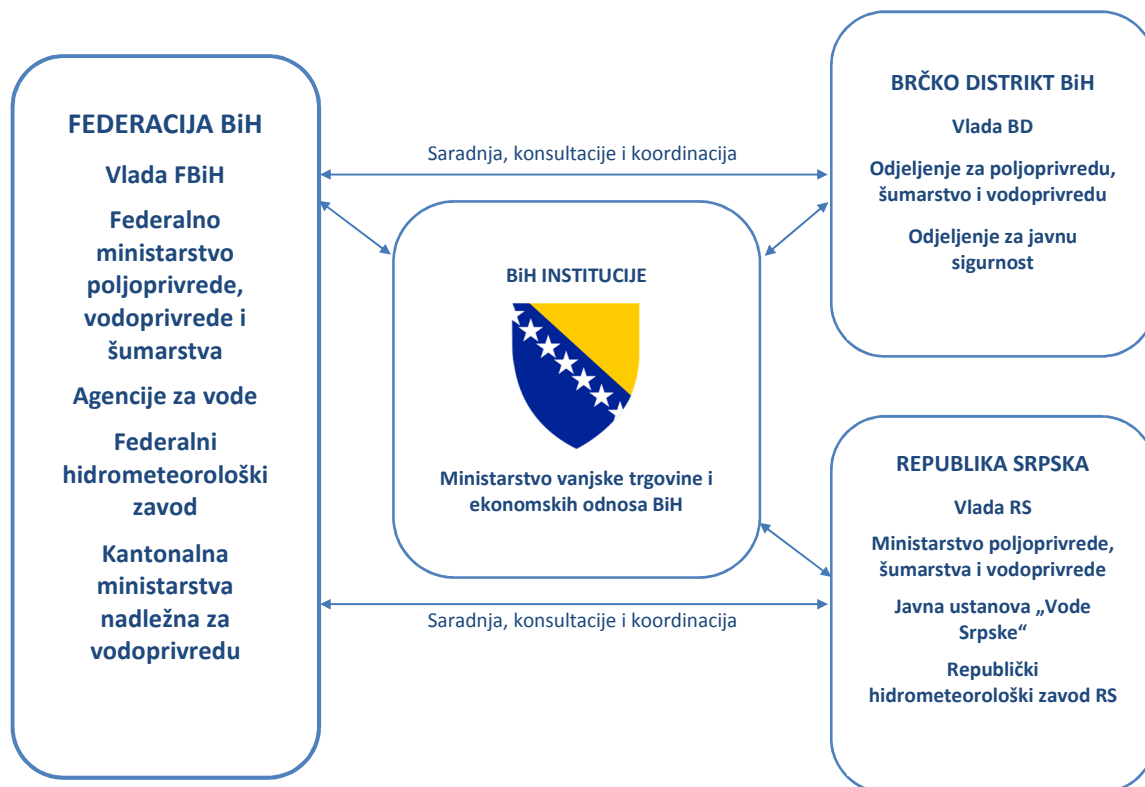 FEDERACIJA BiH
Vlada FBiH
Federalno
ministarstvo
poljoprivrede,
vodoprivrede i
šumarstva
Agencije za vode
Federalni
hidrometeorološki
zavod
Kantonalna
ministarstva
nadležna za
vodoprivredu
Saradnja, konsultacije i koordinacija
BiH INSTITUCIJE
Ministarstvo vanjske trgovine i
ekonomskih odnosa BiH
Saradnja, konsultacije i koordinacija
BRČKO DISTRIKT BiH
Vlada BD
Odjeljenje za poljoprivredu,
šumarstvo i vodoprivredu
Odjeljenje za javnu
sigurnost
REPUBLIKA SRPSKA
Vlada RS
Ministarstvo poljoprivrede,
šumarstva i vodoprivrede
Javna ustanova „Vode
Srpske“
Republički
hidrometeorološki zavod RS